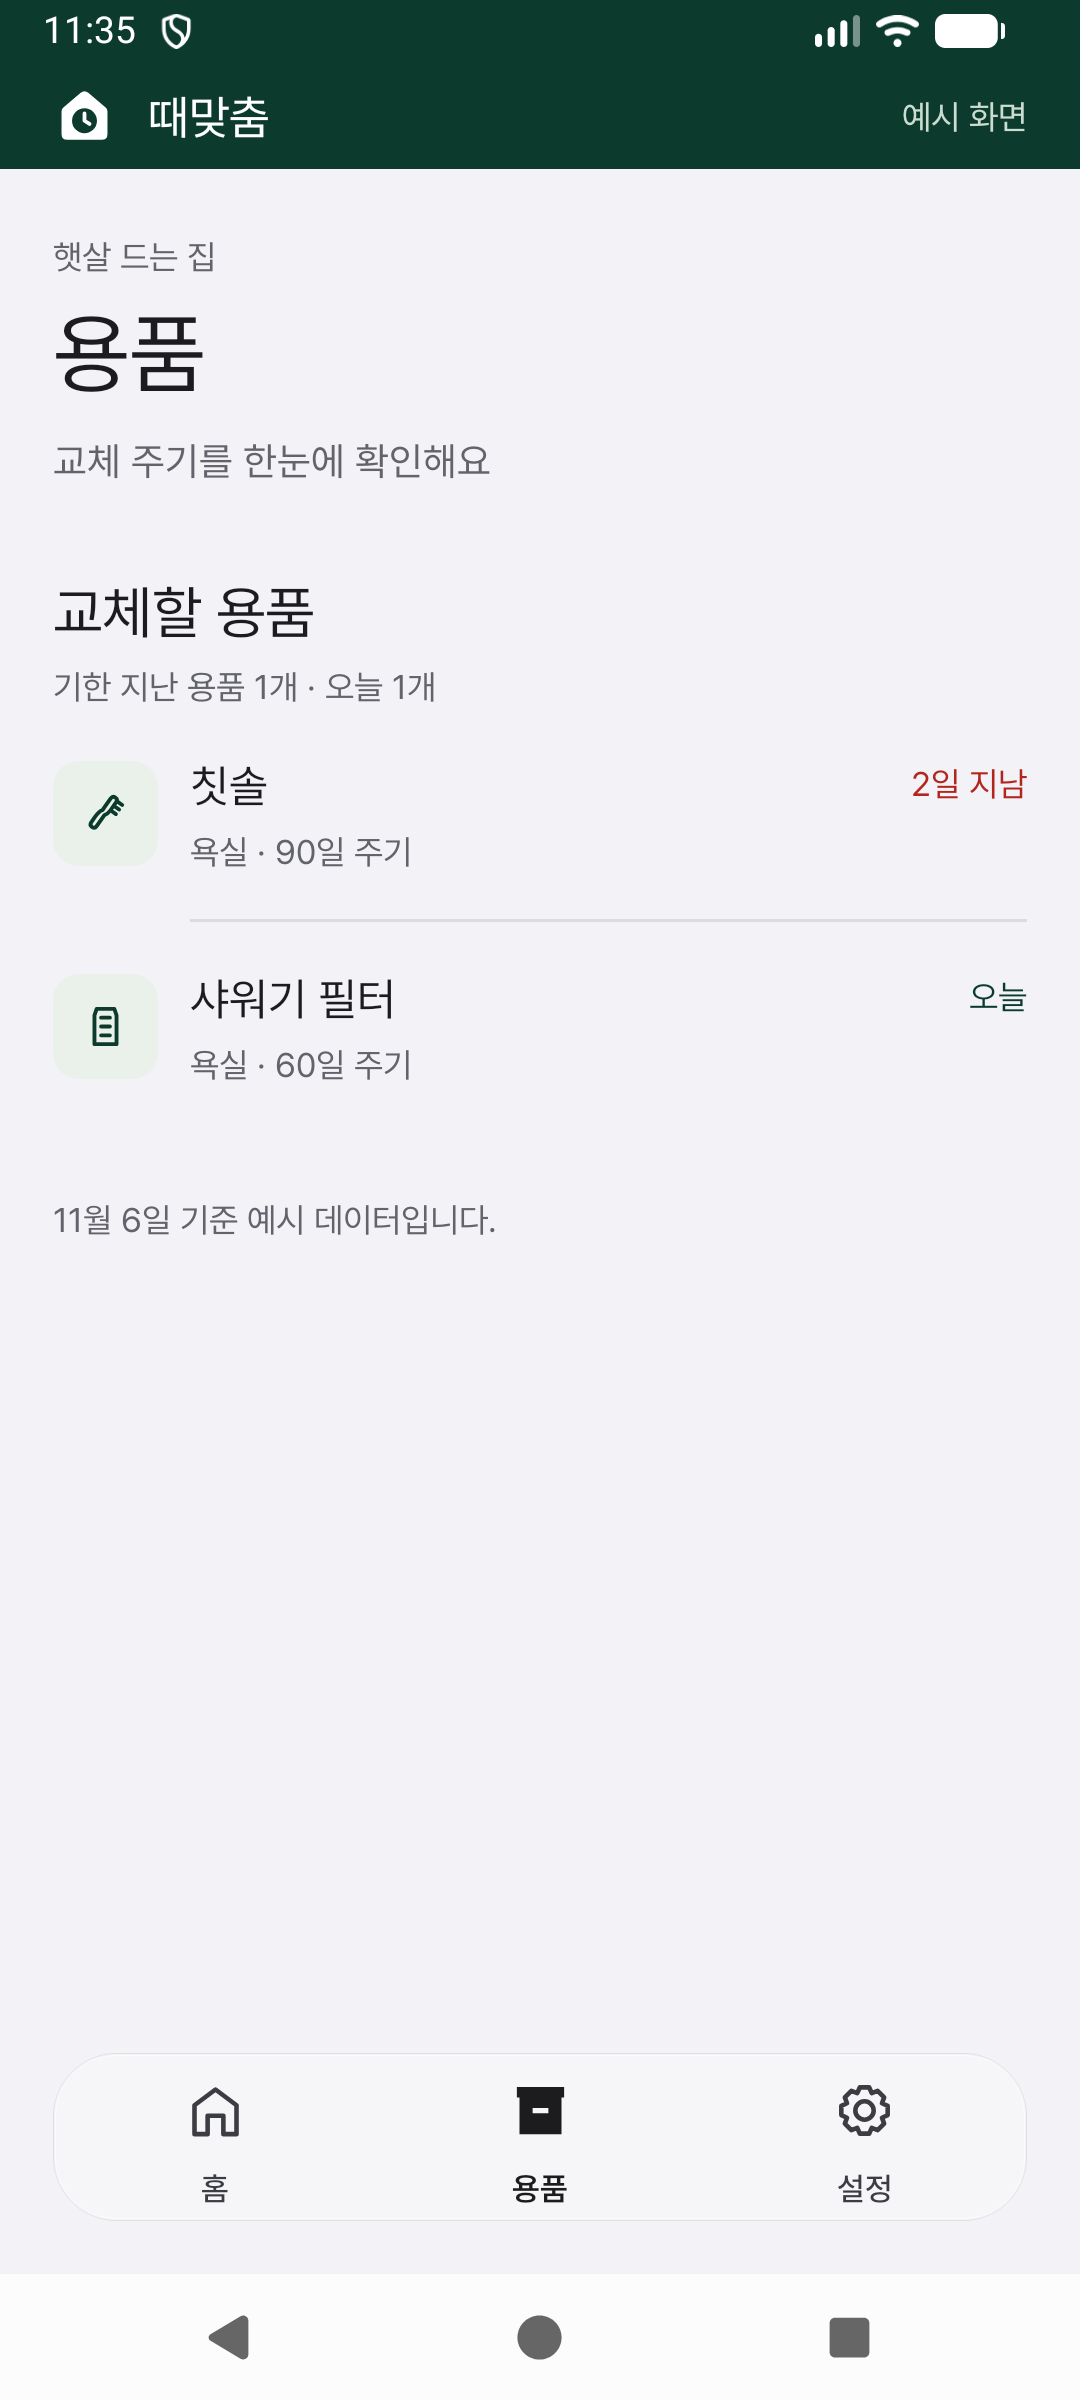 11:35
때맞춤
예시 화면
햇살 드는 집
용품
교체 주기를 한눈에 확인해요
교체할 용품
기한 지난 용품 1개 · 오늘 1개
칫솔
2일 지남
욕실 · 90일 주기
샤워기 필터
오늘
욕실 · 60일 주기
11월 6일 기준 예시 데이터입니다.
홈
용품
설정